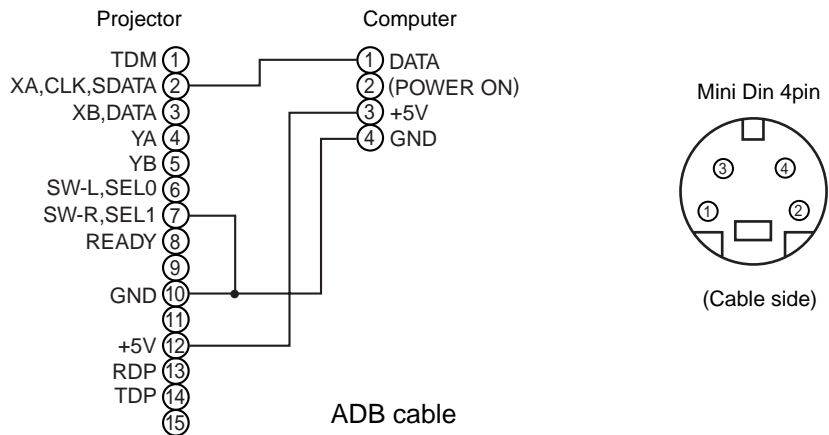 Projector
TDM 1
XA,CLK,SDATA 2
XB,DATA 3
YA 4
YB 5
SW-L,SEL0 6
SW-R,SEL1 7
READY 8
9
GND 10
11
+5V 12
RDP 13
TDP 14
15
Computer
1 DATA
2 (POWER ON)
3 +5V
4 GND
ADB cable
Mini Din 4pin
3 4
1 2
(Cable side)